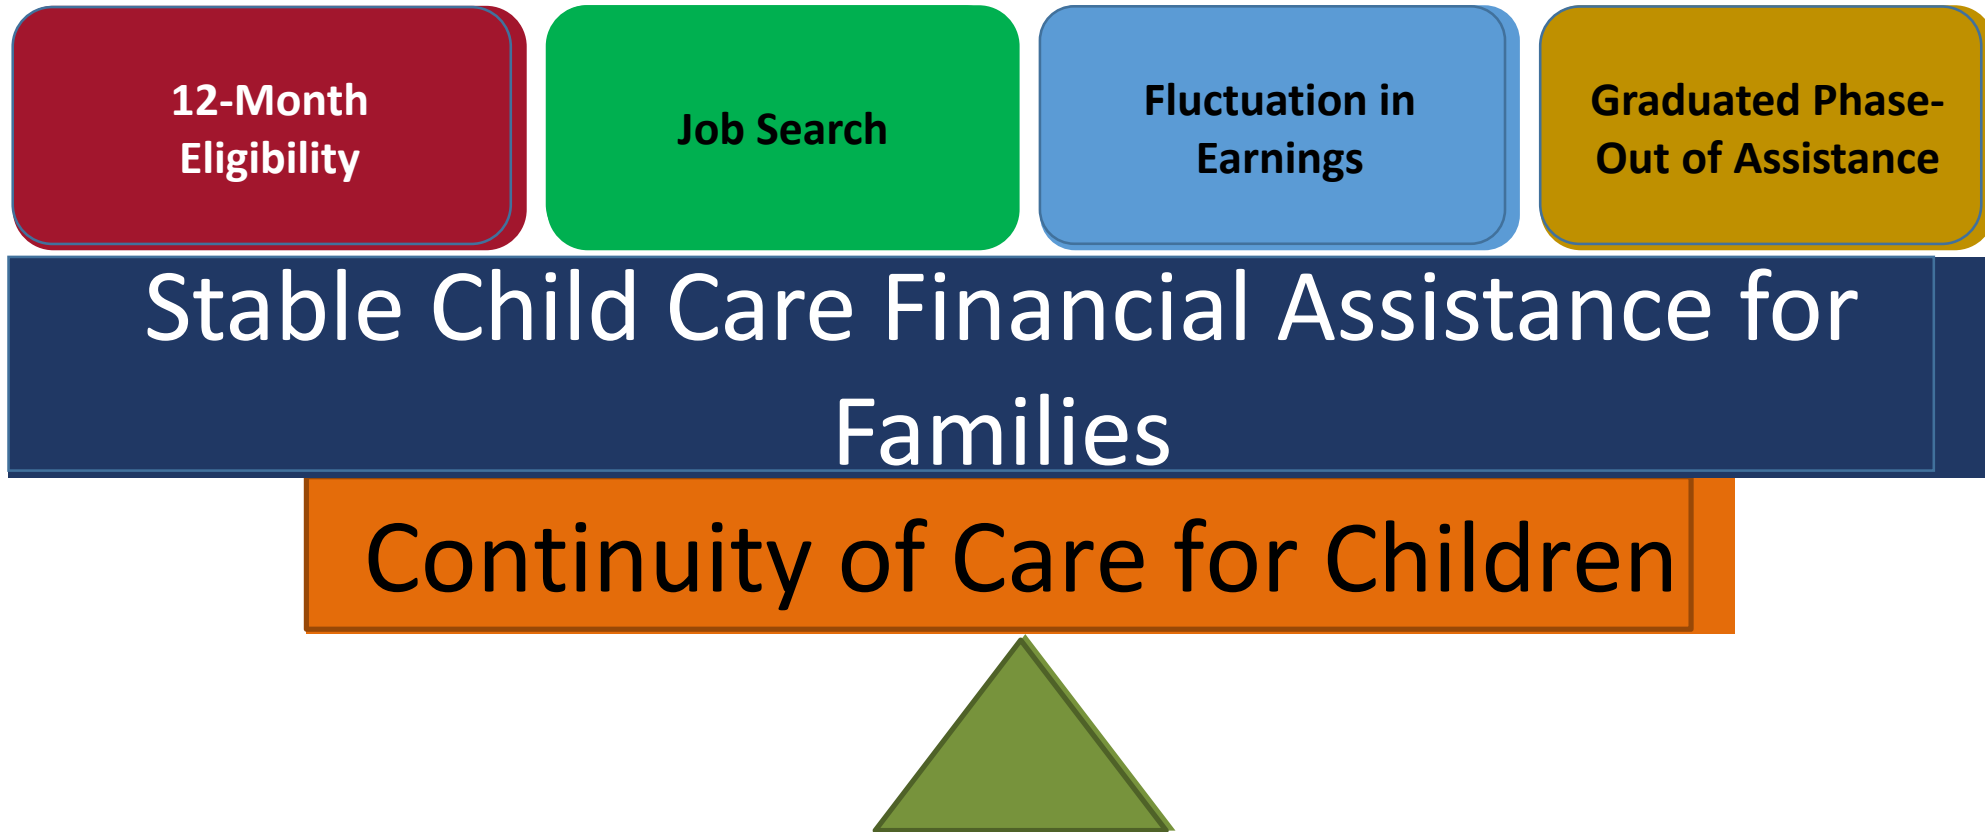 12-Month
Eligibility
Job Search
Fluctuation in
Earnings
Graduated Phase-
Out of Assistance
Stable Child Care Financial Assistance for
Families
Continuity of Care for Children